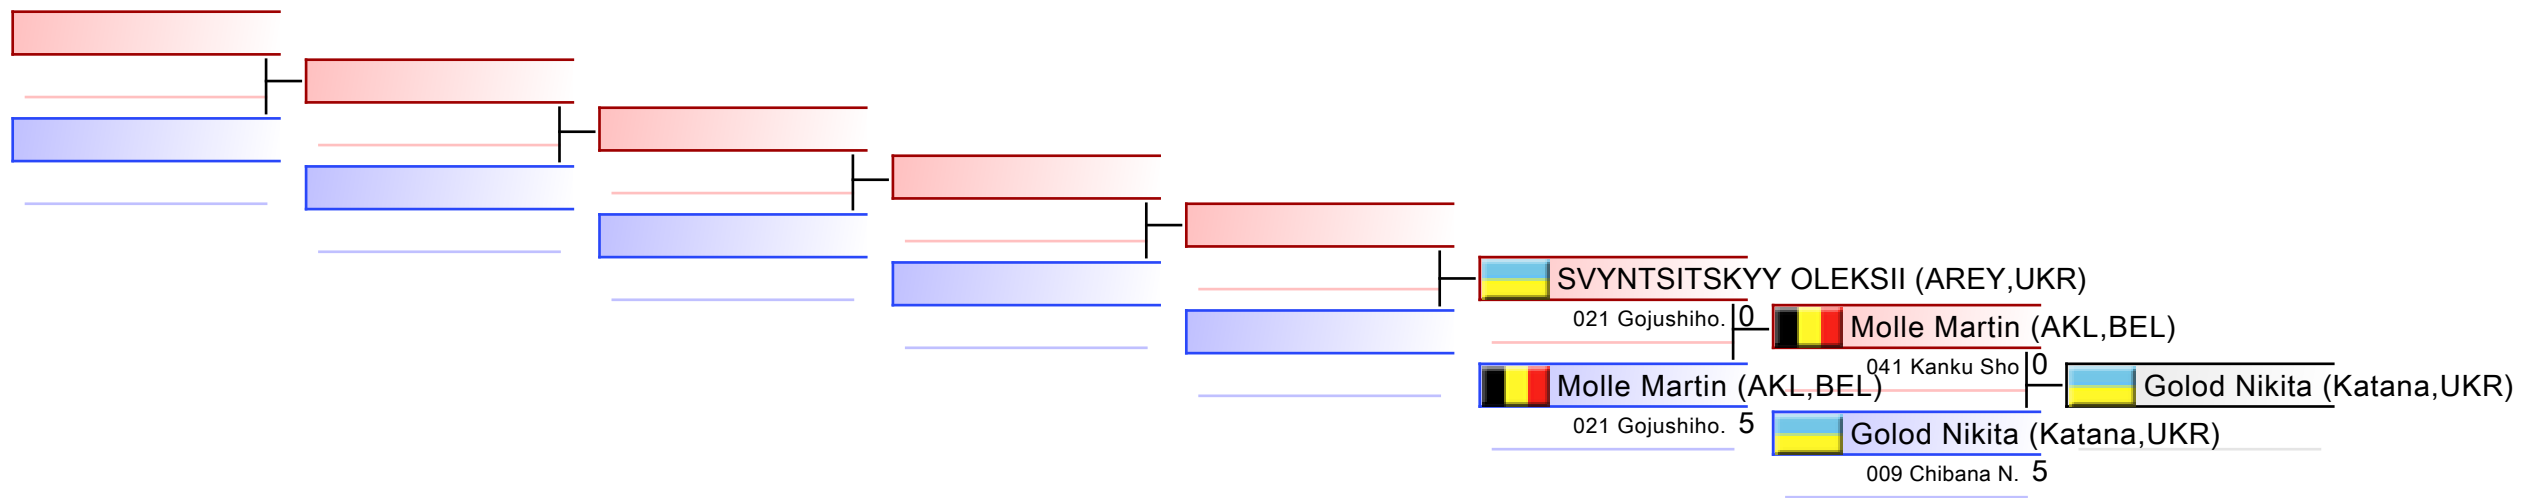 SVYNTSITSKYY OLEKSII (AREY,UKR)
021 Gojushiho. 0
Molle Martin (AKL,BEL)
021 Gojushiho. 5
Molle Martin (AKL,BEL)
041 Kanku Sho 0
Golod Nikita (Katana,UKR)
009 Chibana N. 5
Golod Nikita (Katana,UKR)